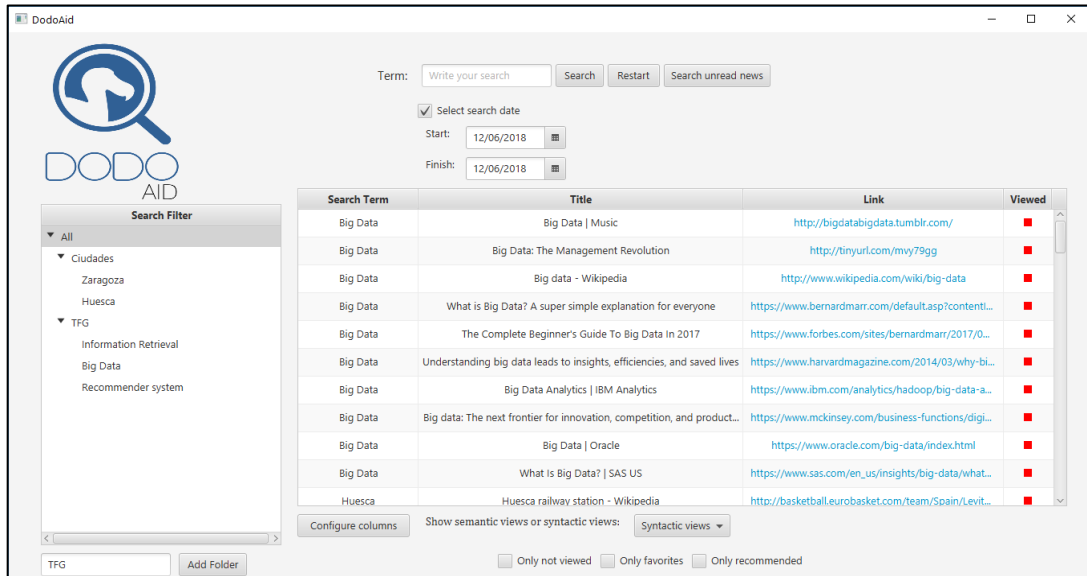 DodoAid
DODO
AID
Term: Write your search Search Restart Search unread news
Select search date
Start: 12/06/2018
Finish: 12/06/2018
Search Filter
All
Ciudades
Zaragoza
Huesca
TFG
Information Retrieval
Big Data
Recommender system
TFG Add Folder
Search Term Title Link Viewed
Big Data Big Data | Music http://bigdatabigdata.tumblr.com/
Big Data Big Data: The Management Revolution http://tinyurl.com/mvy79gg
Big Data Big data - Wikipedia http://www.wikipedia.com/wiki/big-data
Big Data What is Big Data? A super simple explanation for everyone https://www.bernardmarr.com/default.asp?contentI...
Big Data The Complete Beginner's Guide To Big Data In 2017 https://www.forbes.com/sites/bernardmarr/2017/0...
Big Data Understanding big data leads to insights, efficiencies, and saved lives https://www.harvardmagazine.com/2014/03/why-bi...
Big Data Big Data Analytics | IBM Analytics https://www.ibm.com/analytics/hadoop/big-data-a...
Big Data Big data: The next frontier for innovation, competition, and product... https://www.mckinsey.com/business-functions/digi...
Big Data Big Data | Oracle https://www.oracle.com/big-data/index.html
Big Data What Is Big Data? | SAS US https://www.sas.com/en_us/insights/big-data/what...
Huesca Huesca railway station - Wikipedia http://basketball.eurobasket.com/team/Spain/Levit...
Configure columns Show semantic views or syntactic views: Syntactic views
Only not viewed Only favorites Only recommended